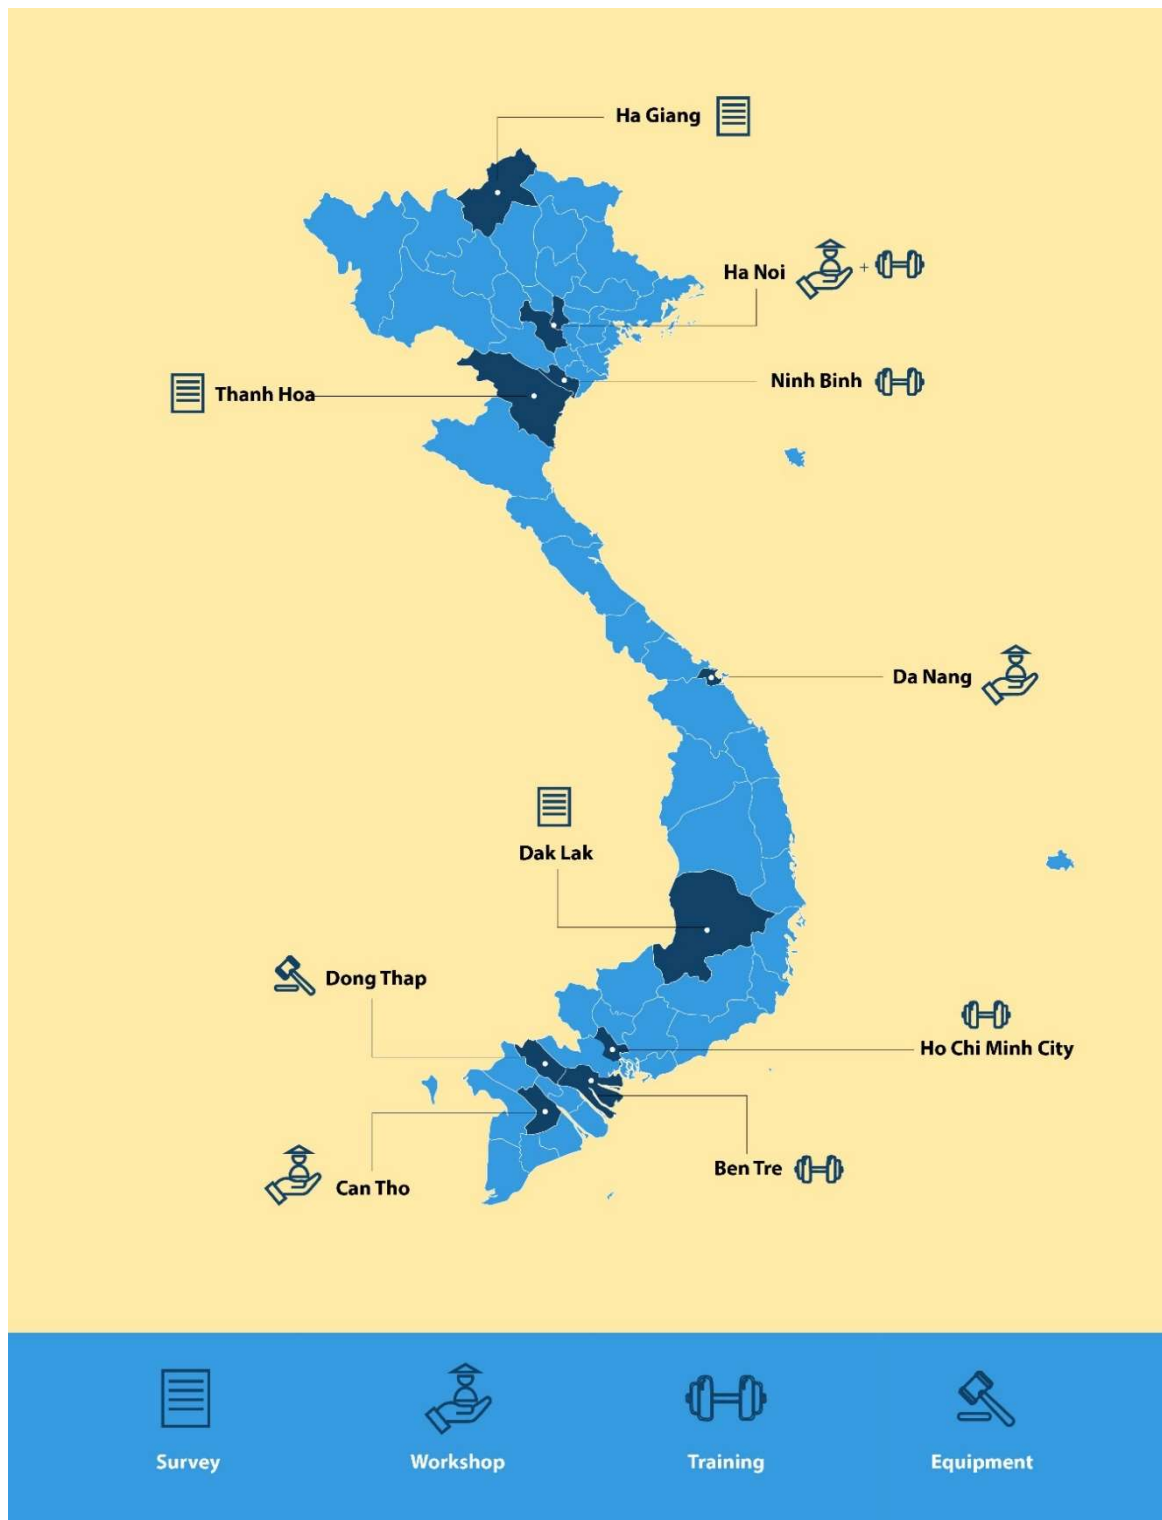 Ha Giang
Ha Noi
+
Ninh Binh
Thanh Hoa
Da Nang
Dak Lak
Dong Thap
Ho Chi Minh City
Ben Tre
Can Tho
Survey
Workshop
Training
Equipment